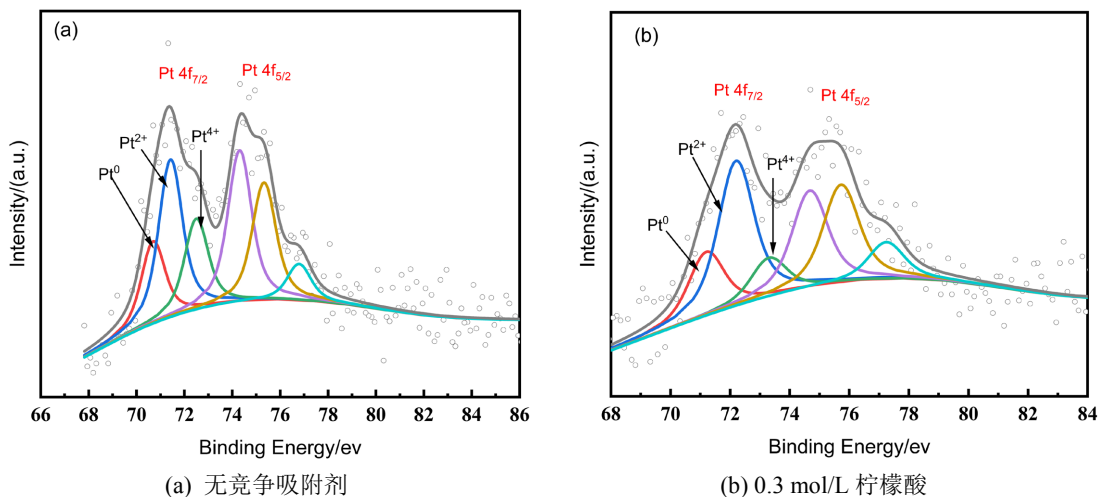 (a)
Pt 4f7/2
Pt 4f5/2
Pt2+
Pt4+
Pt0
Intensity/(a.u.)
66 68 70 72 74 76 78 80 82 84 86
Binding Energy/ev
(a) 无竞争吸附剂
(b)
Pt 4f7/2
Pt 4f5/2
Pt2+
Pt4+
Pt0
Intensity/(a.u.)
68 70 72 74 76 78 80 82 84
Binding Energy/ev
(b) 0.3 mol/L 柠檬酸